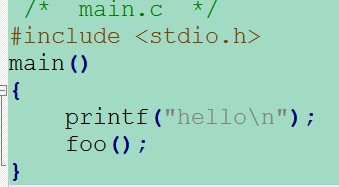 /*  main.c  */
#include <stdio.h>
main()
{
    printf("hello\n");
    foo();
}